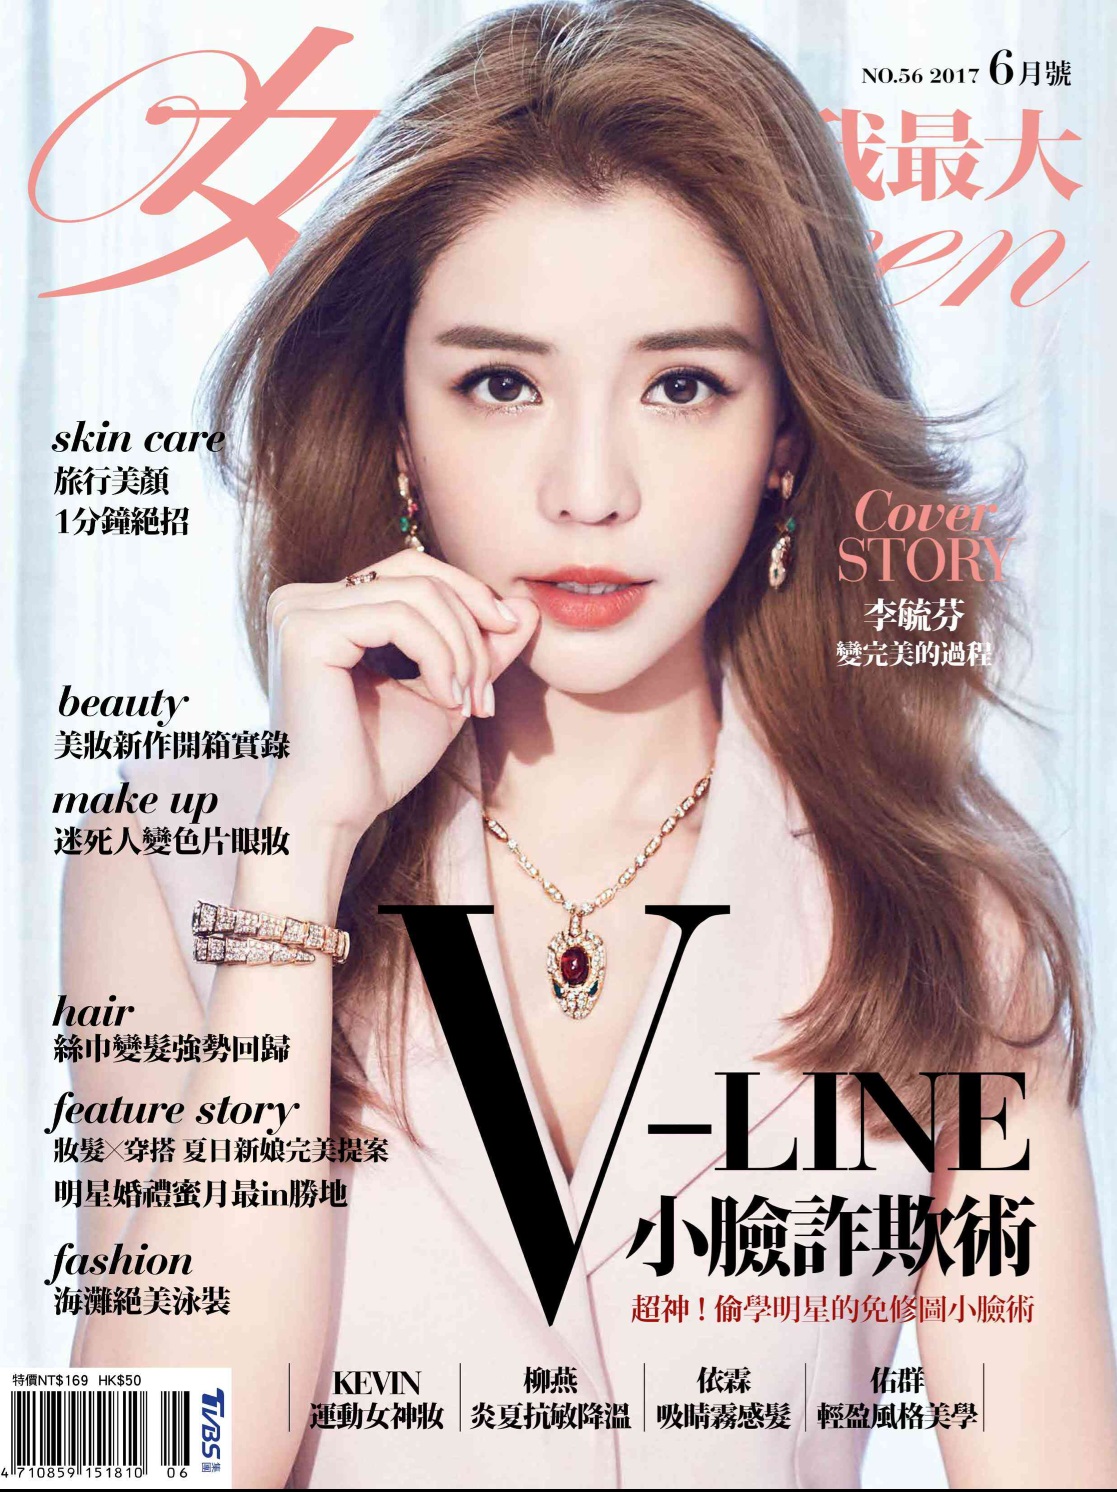 NO.56 2017 6月號
女 我最大
een
skin care
旅行美顏
1分鐘絕招
Cover
STORY
李毓芬
變完美的過程
beauty
美妝新作開箱實錄
make up
迷死人變色片眼妝
hair
絲巾變髮強勢回歸
feature story
妝髮×穿搭 夏日新娘完美提案
明星婚禮蜜月最in勝地
fashion
海灘絕美泳裝
V-LINE
小臉詐欺術
超神!偷學明星的免修圖小臉術
KEVIN
運動女神妝
柳燕
炎夏抗敏降溫
依霖
吸睛霧感髮
佑群
輕盈風格美學
特價NT$169 HK$50
4 710859 151810 06
TVBS 集團